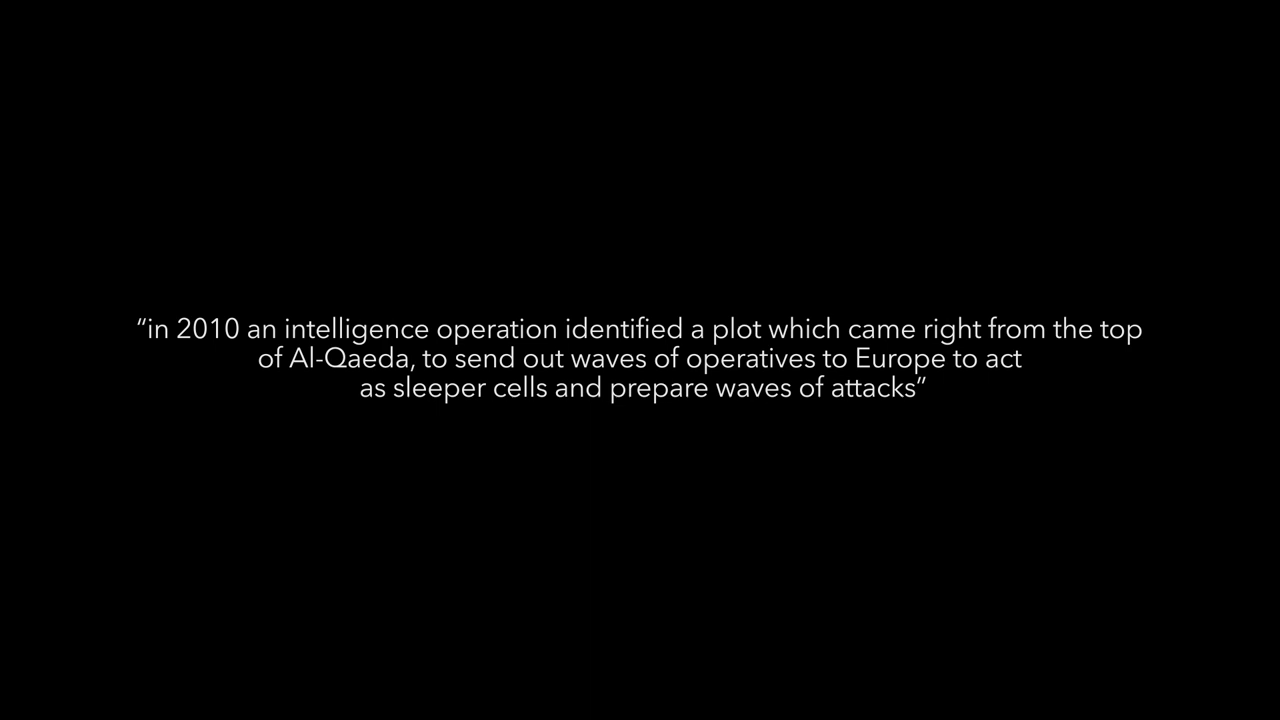 “in 2010 an intelligence operation identified a plot which came right from the top
of Al-Qaeda, to send out waves of operatives to Europe to act
as sleeper cells and prepare waves of attacks”